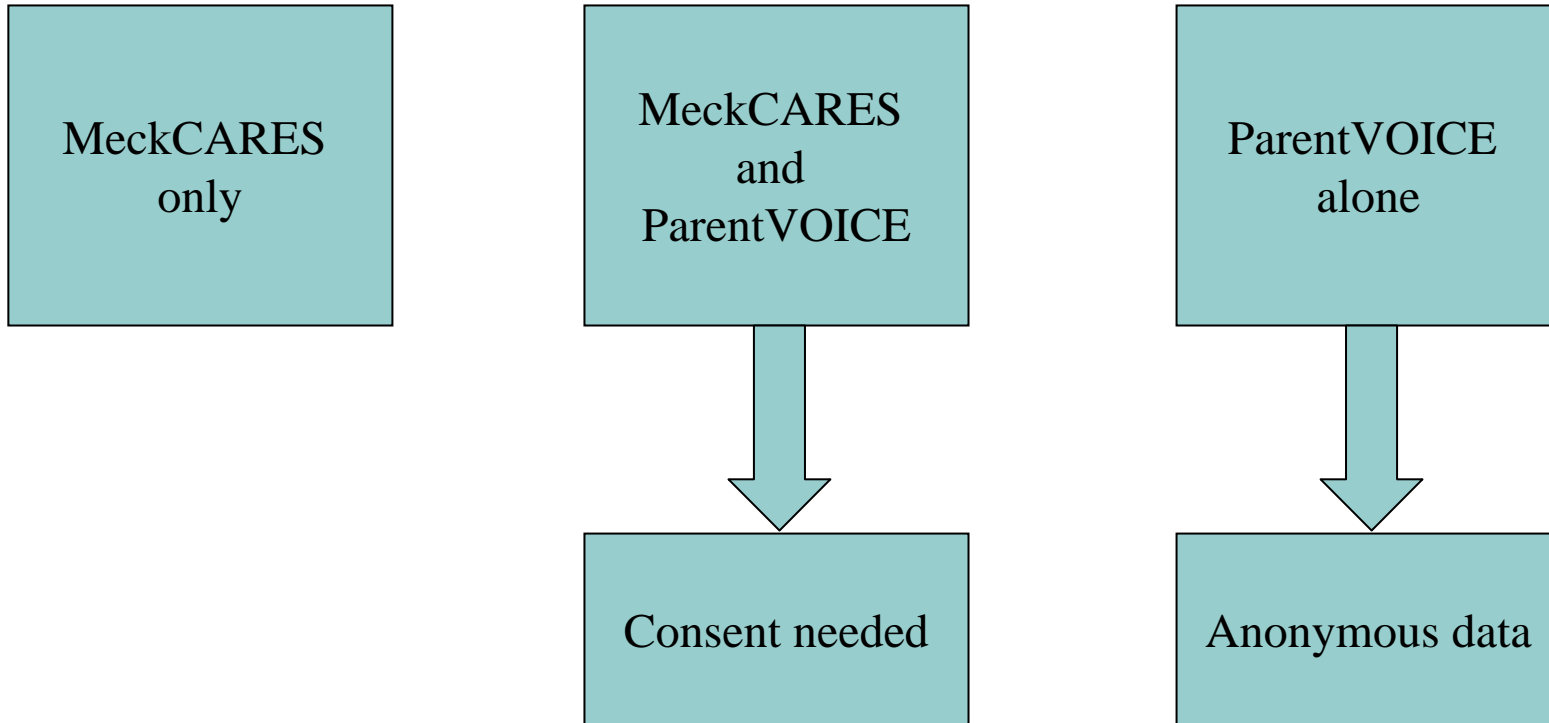 MeckCARES
only
MeckCARES
and
ParentVOICE
ParentVOICE
alone
Consent needed
Anonymous data